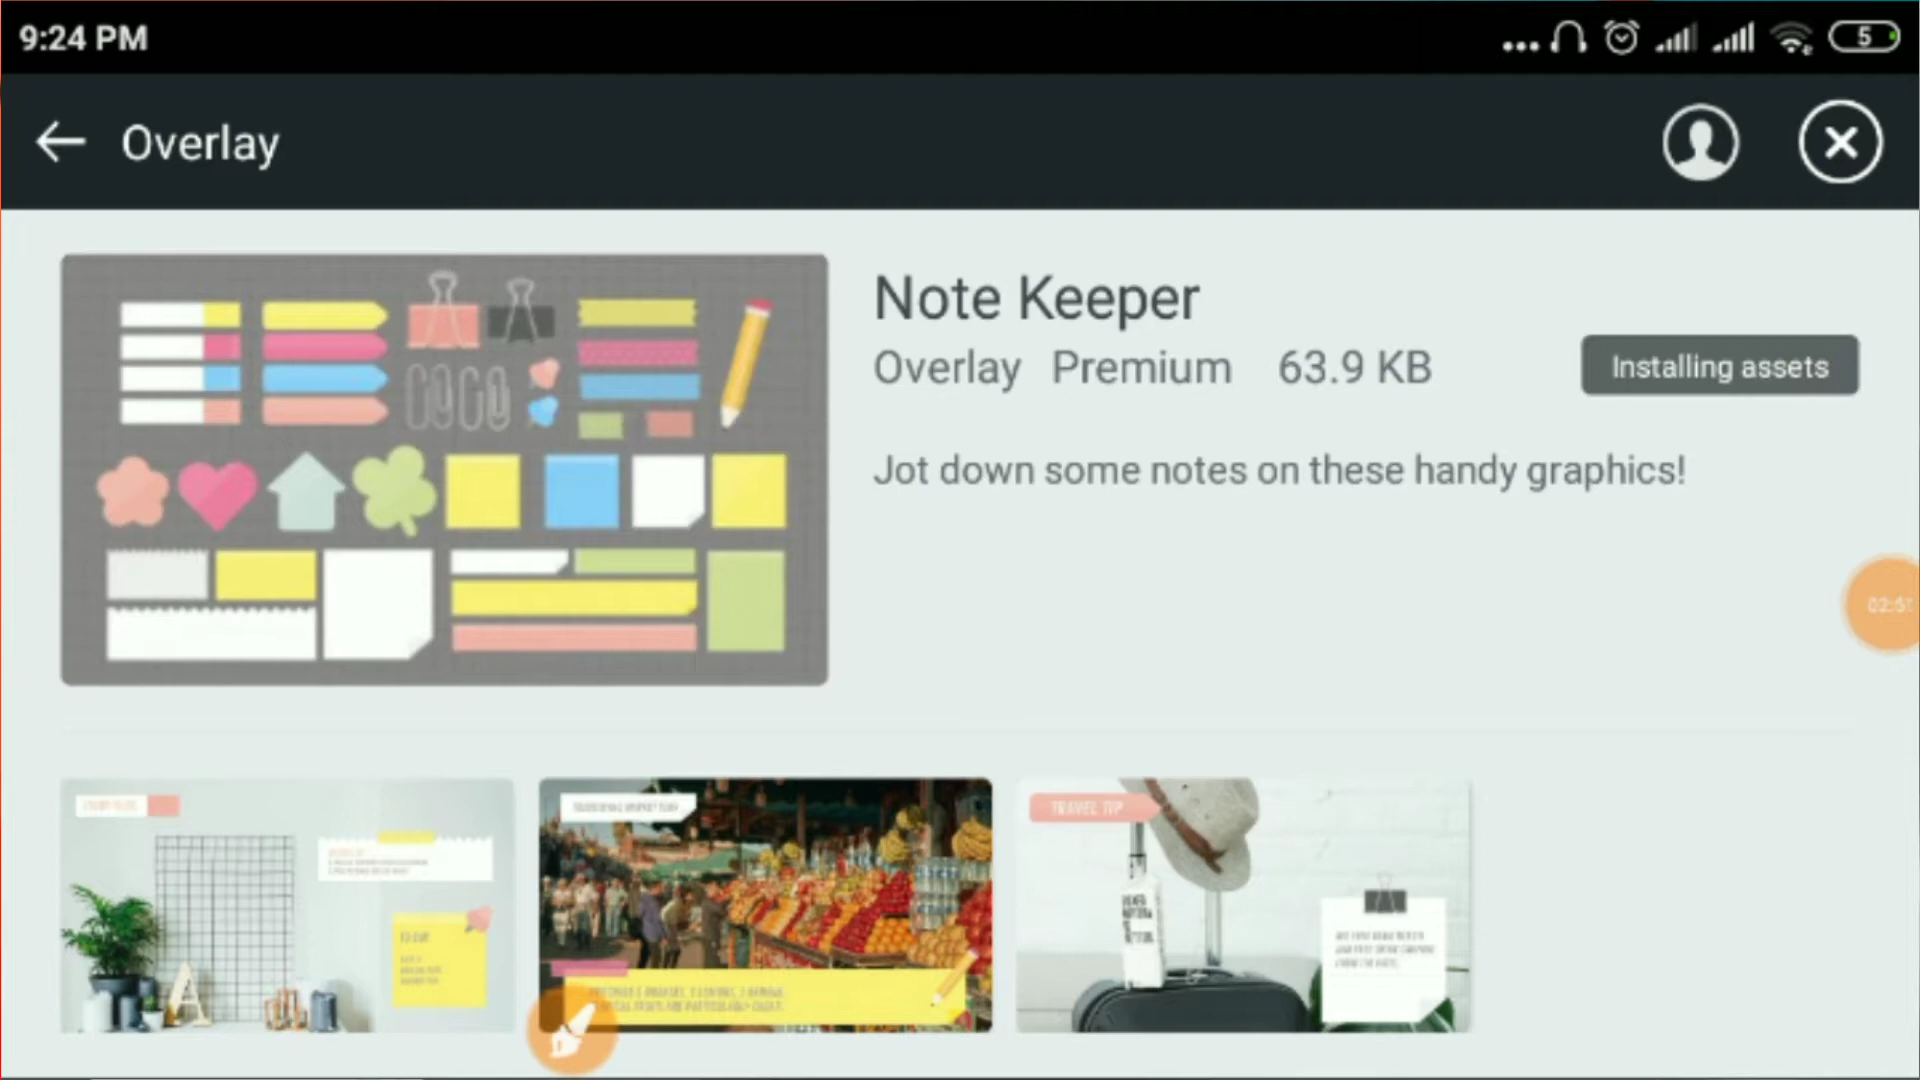 9:24 PM
5
Overlay
Note Keeper
Overlay Premium 63.9 KB
Installing assets
Jot down some notes on these handy graphics!
TRAVEL TIP